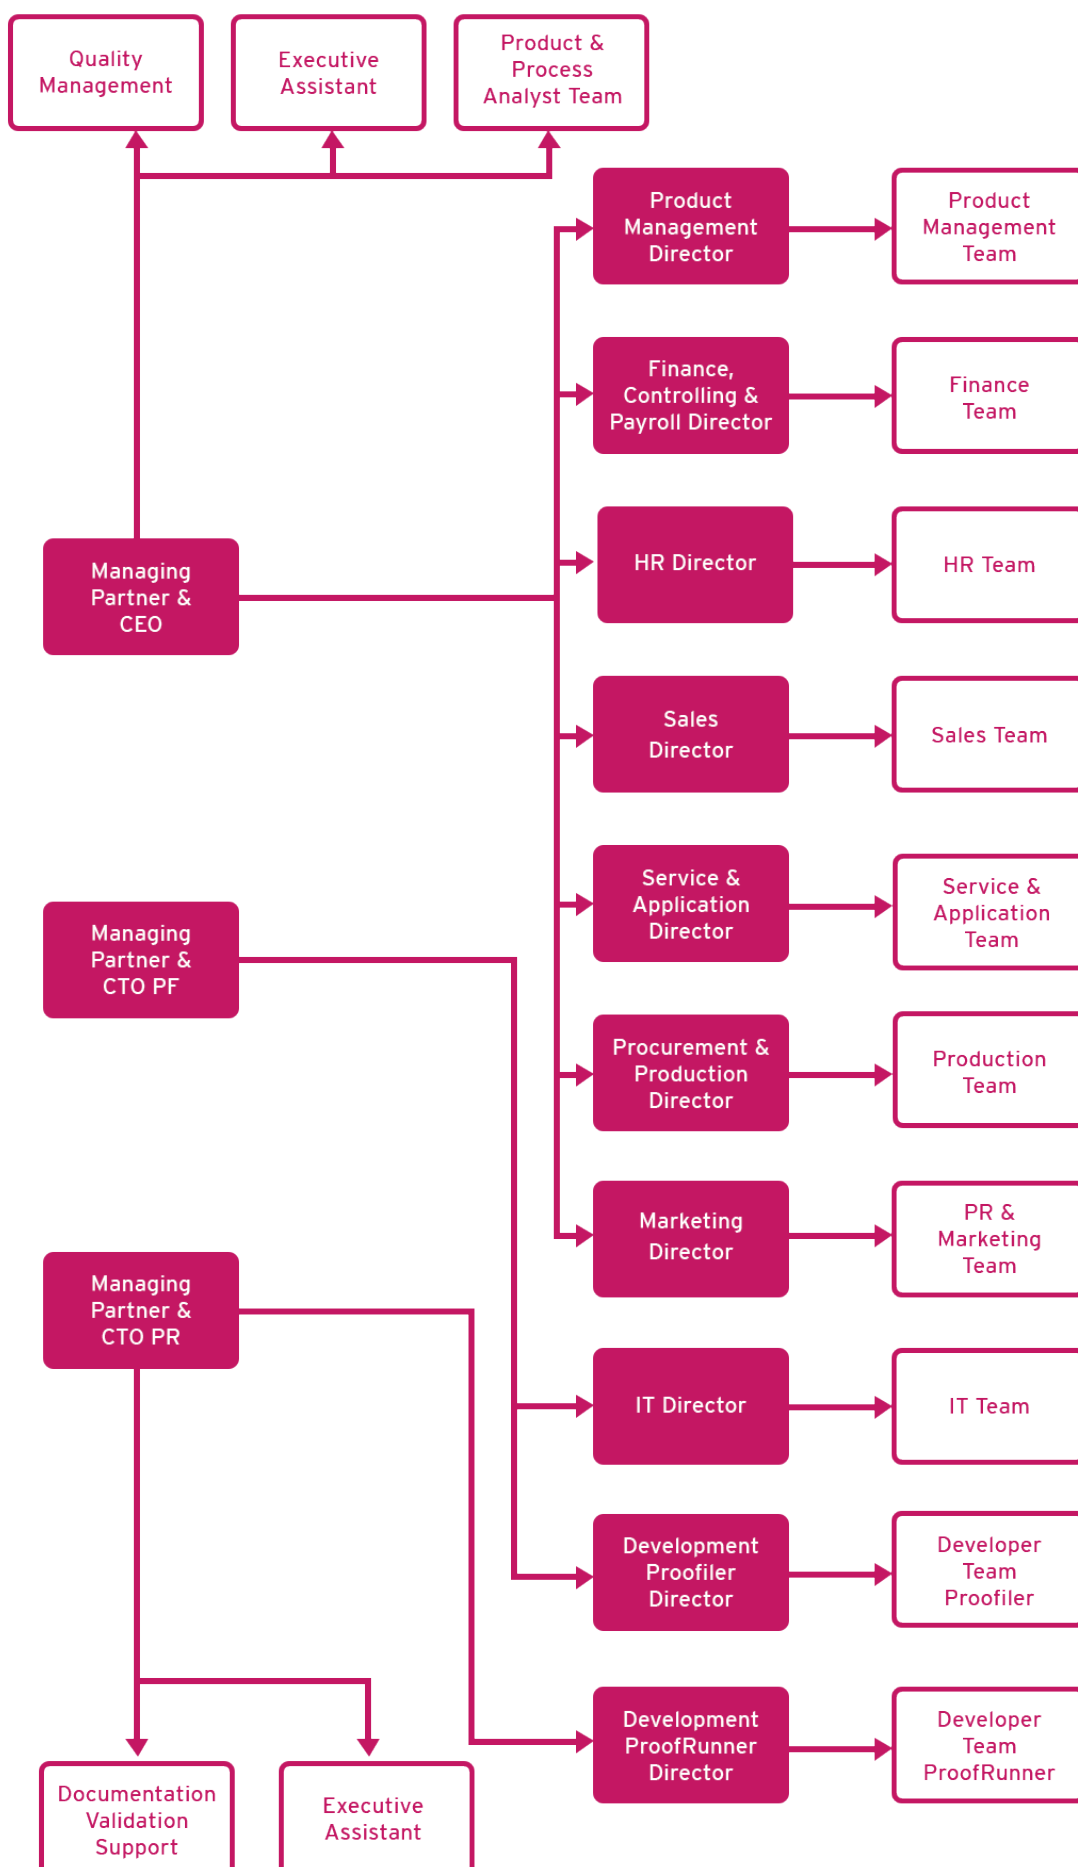 Quality
Management
Executive
Assistant
Product &
Process
Analyst Team
Product
Management
Director
Product
Management
Team
Finance,
Controlling &
Payroll Director
Finance
Team
HR Director
HR Team
Managing
Partner &
CEO
Sales
Director
Sales Team
Service &
Application
Director
Service &
Application
Team
Managing
Partner &
CTO PF
Procurement &
Production
Director
Production
Team
Marketing
Director
PR &
Marketing
Team
Managing
Partner &
CTO PR
IT Director
IT Team
Development
Proofiler
Director
Developer
Team
Proofiler
Development
ProofRunner
Director
Developer
Team
ProofRunner
Documentation
Validation
Support
Executive
Assistant